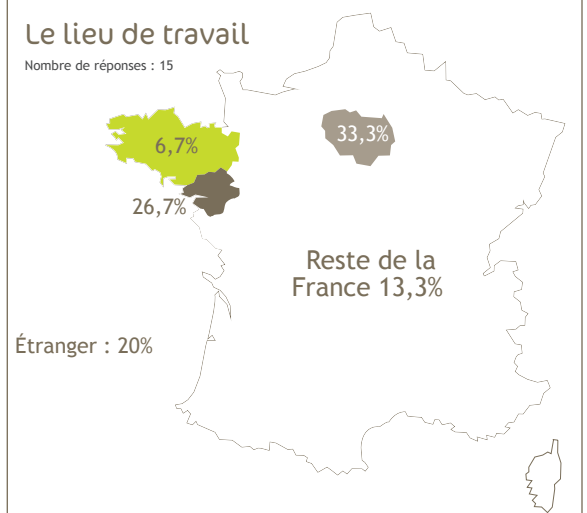 Le lieu de travail
Nombre de réponses : 15
33,3%
6,7%
26,7%
Reste de la
France 13,3%
Étranger : 20%